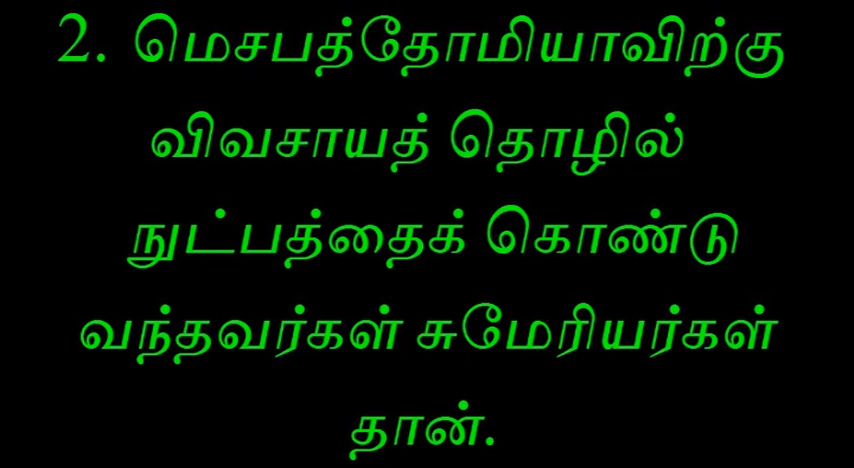 2. மெசபத்தோமியாவிற்கு
விவசாயத் தொழில்
நுட்பத்தைக் கொண்டு
வந்தவர்கள் சுமேரியர்கள்
தான்.